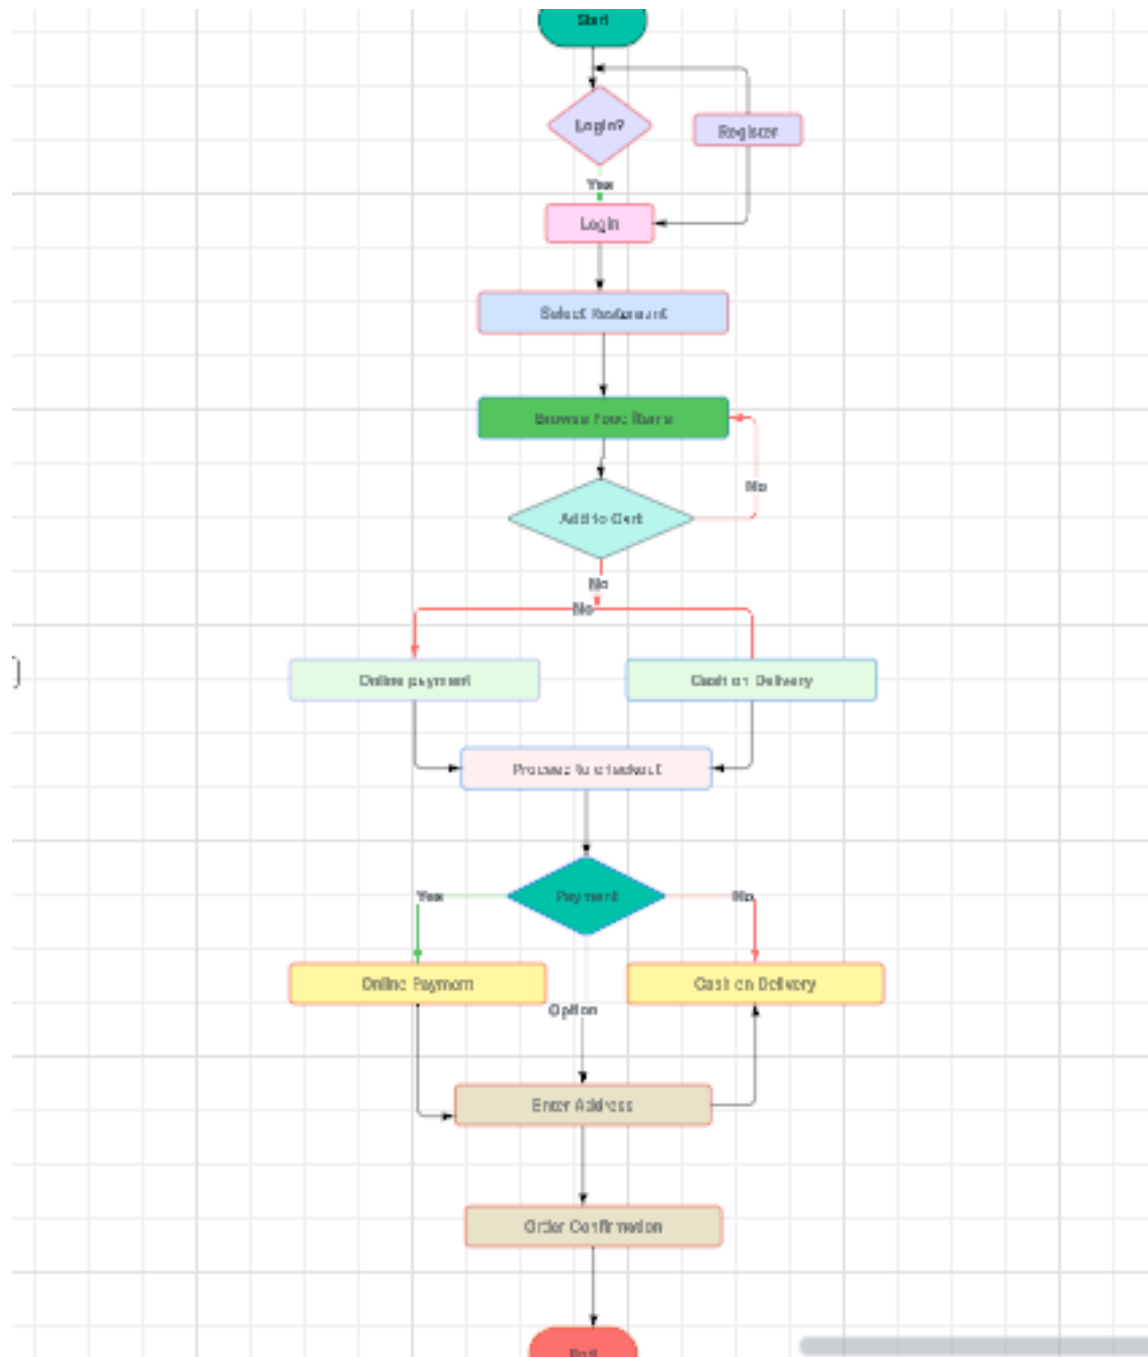 Start
Login?
Register
Yes
Login
Select Restaurant
Browse Food Items
No
Add to Cart
No
No
Online payment
Cash on Delivery
Proceed to checkout
Yes
Payment
No
Online Payment
Cash on Delivery
Option
Enter Address
Order Confirmation